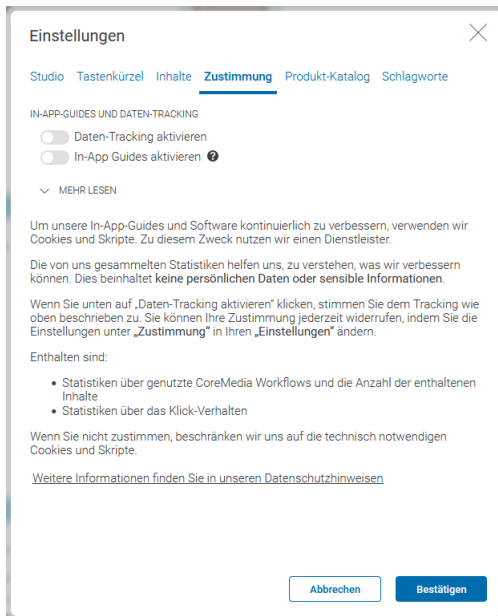 Einstellungen
Studio Tastenkürzel Inhalte Zustimmung Produkt-Katalog Schlagworte
IN-APP-GUIDES UND DATEN-TRACKING
Daten-Tracking aktivieren
In-App Guides aktivieren ?
MEHR LESEN
Um unsere In-App-Guides und Software kontinuierlich zu verbessern, verwenden wir
Cookies und Skripte. Zu diesem Zweck nutzen wir einen Dienstleister.
Die von uns gesammelten Statistiken helfen uns, zu verstehen, was wir verbessern
können. Dies beinhaltet keine persönlichen Daten oder sensible Informationen.
Wenn Sie unten auf „Daten-Tracking aktivieren" klicken, stimmen Sie dem Tracking wie
oben beschrieben zu. Sie können Ihre Zustimmung jederzeit widerrufen, indem Sie die
Einstellungen unter „Zustimmung" in Ihren „Einstellungen" ändern.
Enthalten sind:
• Statistiken über genutzte CoreMedia Workflows und die Anzahl der enthaltenen
Inhalte
• Statistiken über das Klick-Verhalten
Wenn Sie nicht zustimmen, beschränken wir uns auf die technisch notwendigen
Cookies und Skripte.
Weitere Informationen finden Sie in unseren Datenschutzhinweisen
Abbrechen Bestätigen